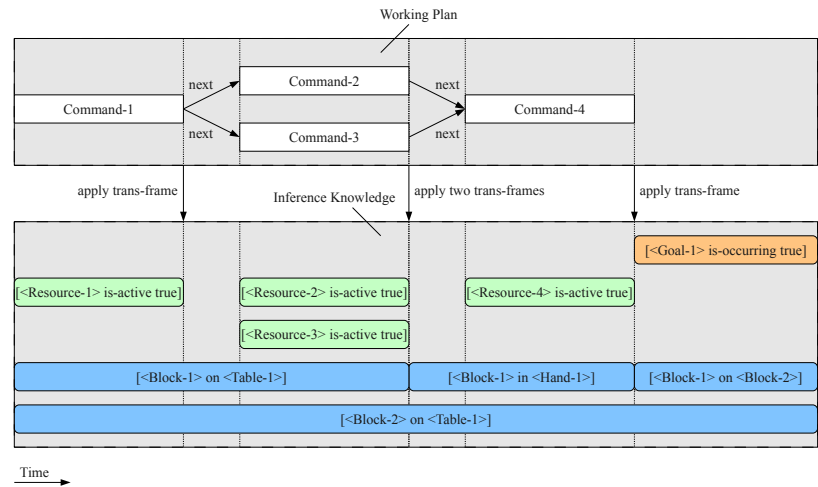 Working Plan
next
Command-2
next
Command-1
Command-4
next
Command-3
next
apply trans-frame
Inference Knowledge
apply two trans-frames
apply trans-frame
[<Goal-1> is-occurring true]
[<Resource-1> is-active true]
[<Resource-2> is-active true]
[<Resource-4> is-active true]
[<Resource-3> is-active true]
[<Block-1> on <Table-1>]
[<Block-1> in <Hand-1>]
[<Block-1> on <Block-2>]
[<Block-2> on <Table-1>]
Time